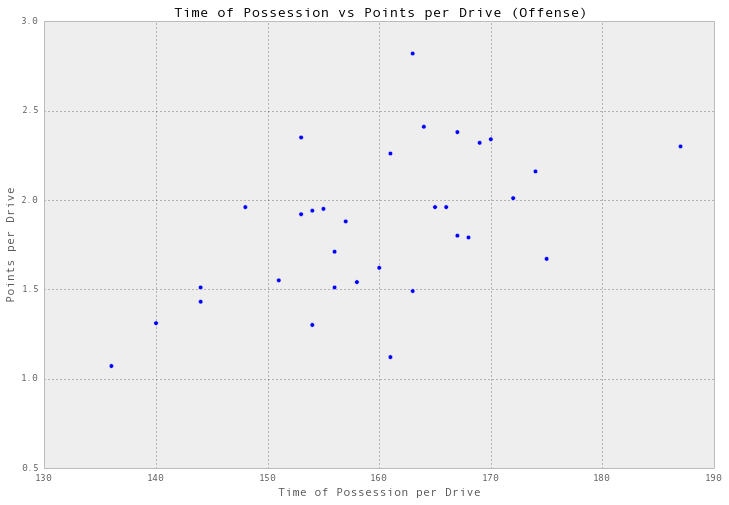 Time of Possession vs Points per Drive (Offense)
3.0
2.5
2.0
1.5
1.0
0.5
Points per Drive
130 140 150 160 170 180 190
Time of Possession per Drive